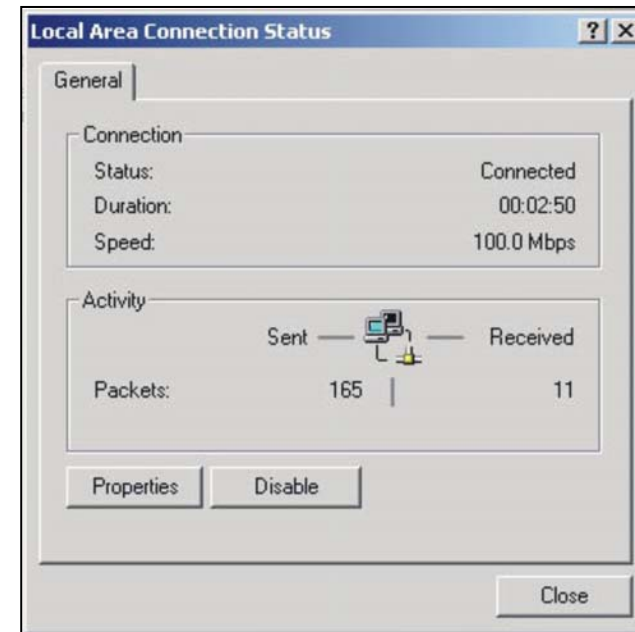 Local Area Connection Status
General
Connection
Status: Connected
Duration: 00:02:50
Speed: 100.0 Mbps
Activity
Sent Received
Packets: 165 11
Properties Disable
Close